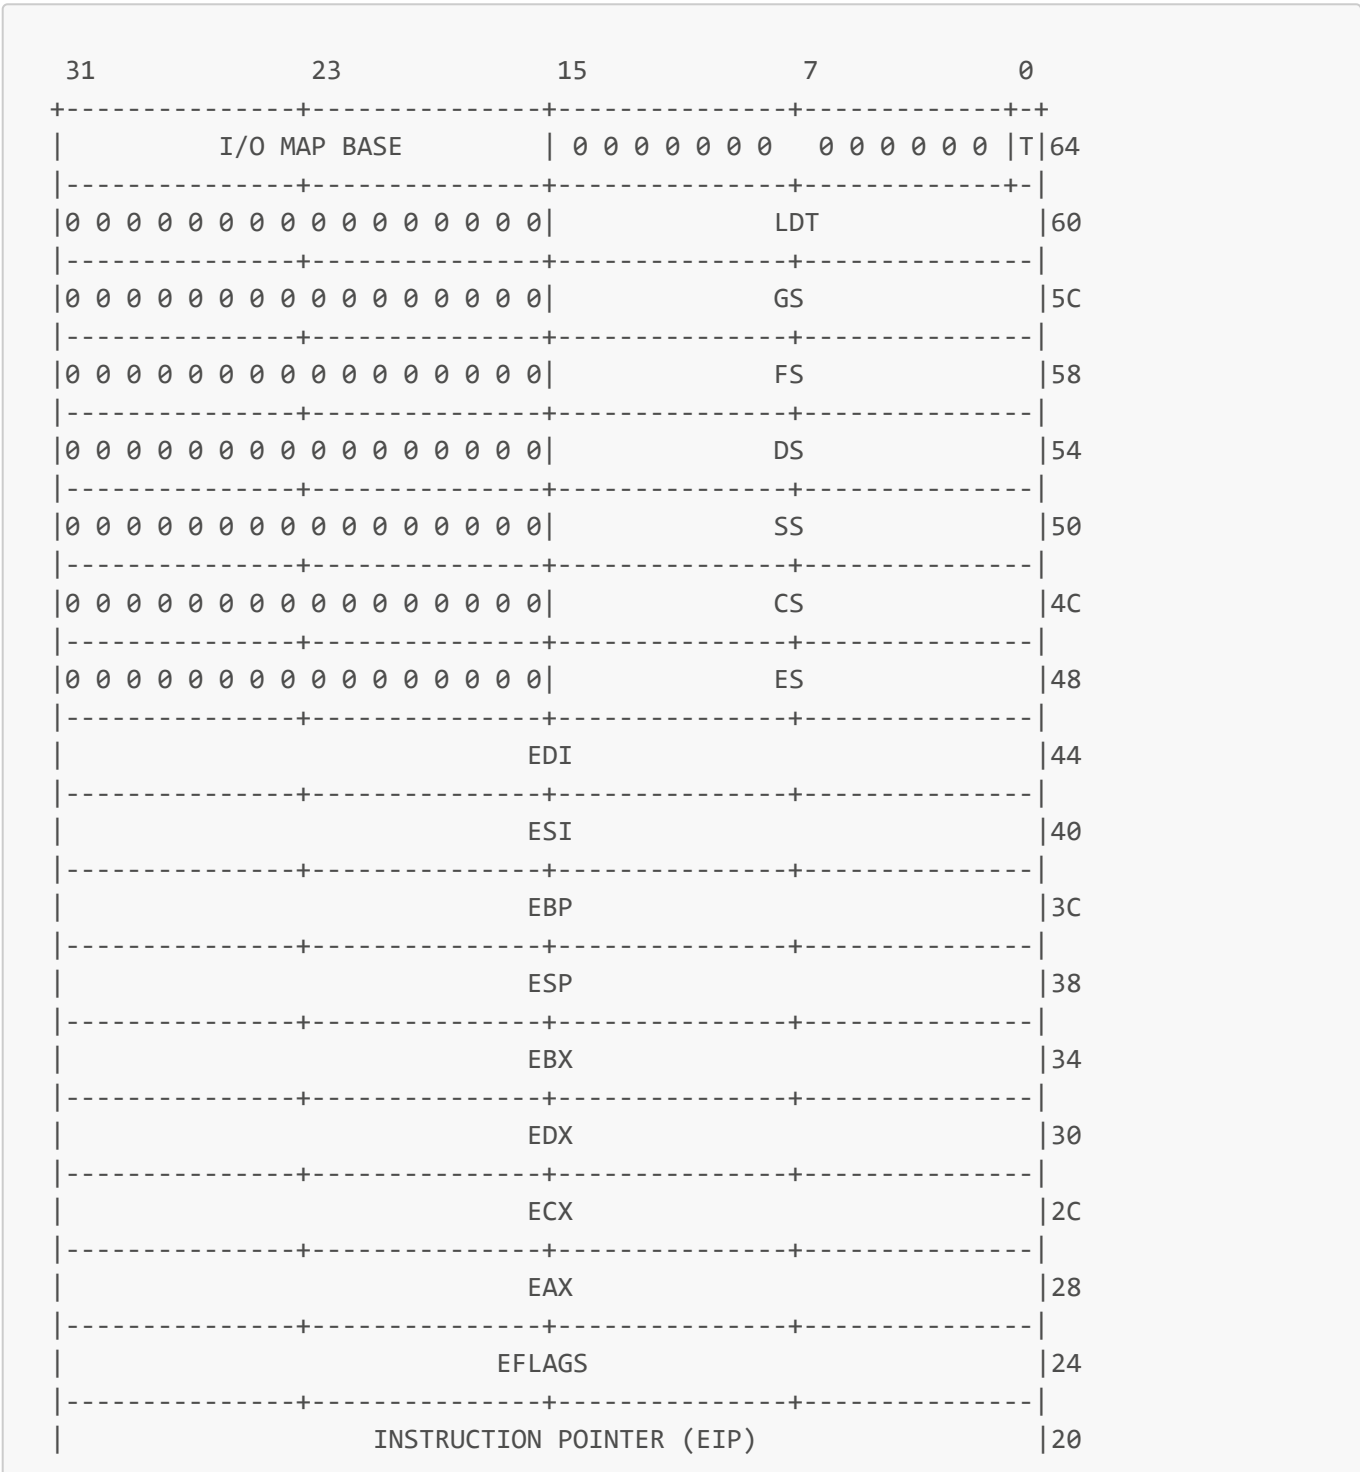 31              23              15              7             0
+---------------+---------------+---------------+-------------+-+
|          I/O MAP BASE         | 0 0 0 0 0 0 0   0 0 0 0 0 0 |T|64
|---------------+---------------+---------------+-------------+-|
|0 0 0 0 0 0 0 0 0 0 0 0 0 0 0 0|              LDT              |60
|---------------+---------------+---------------+---------------|
|0 0 0 0 0 0 0 0 0 0 0 0 0 0 0 0|              GS               |5C
|---------------+---------------+---------------+---------------|
|0 0 0 0 0 0 0 0 0 0 0 0 0 0 0 0|              FS               |58
|---------------+---------------+---------------+---------------|
|0 0 0 0 0 0 0 0 0 0 0 0 0 0 0 0|              DS               |54
|---------------+---------------+---------------+---------------|
|0 0 0 0 0 0 0 0 0 0 0 0 0 0 0 0|              SS               |50
|---------------+---------------+---------------+---------------|
|0 0 0 0 0 0 0 0 0 0 0 0 0 0 0 0|              CS               |4C
|---------------+---------------+---------------+---------------|
|0 0 0 0 0 0 0 0 0 0 0 0 0 0 0 0|              ES               |48
|---------------+---------------+---------------+---------------|
|                              EDI                              |44
|---------------+---------------+---------------+---------------|
|                              ESI                              |40
|---------------+---------------+---------------+---------------|
|                              EBP                              |3C
|---------------+---------------+---------------+---------------|
|                              ESP                              |38
|---------------+---------------+---------------+---------------|
|                              EBX                              |34
|---------------+---------------+---------------+---------------|
|                              EDX                              |30
|---------------+---------------+---------------+---------------|
|                              ECX                              |2C
|---------------+---------------+---------------+---------------|
|                              EAX                              |28
|---------------+---------------+---------------+---------------|
|                            EFLAGS                             |24
|---------------+---------------+---------------+---------------|
|                    INSTRUCTION POINTER (EIP)                  |20